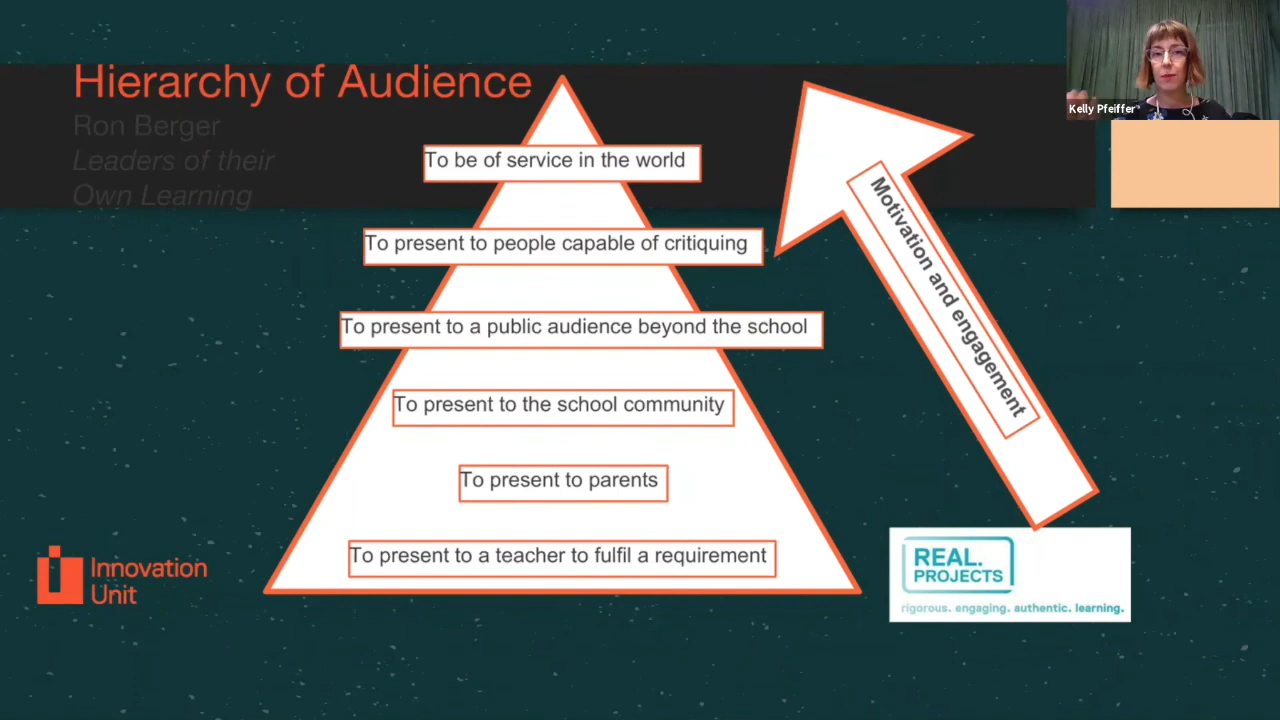 Hierarchy of Audience
Ron Berger
Leaders of their
Own Learning
Kelly Pfeiffer
To be of service in the world
To present to people capable of critiquing
To present to a public audience beyond the school
To present to the school community
To present to parents
To present to a teacher to fulfil a requirement
Motivation and engagement
Innovation
Unit
REAL.
PROJECTS
rigorous. engaging. authentic. learning.